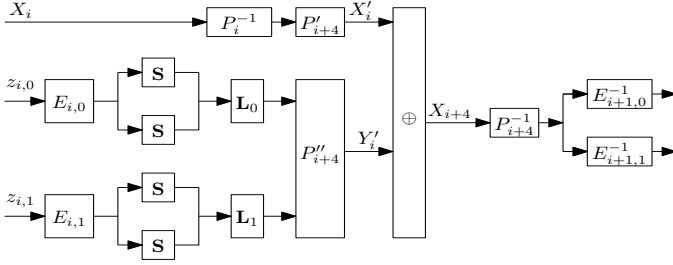 X_i
P_i^{-1}
P'_{i+4}
X'_i
z_{i,0}
E_{i,0}
S
S
L_0
P''_{i+4}
Y'_i
⊕
X_{i+4}
P_{i+4}^{-1}
E_{i+1,0}^{-1}
E_{i+1,1}^{-1}
z_{i,1}
E_{i,1}
S
S
L_1